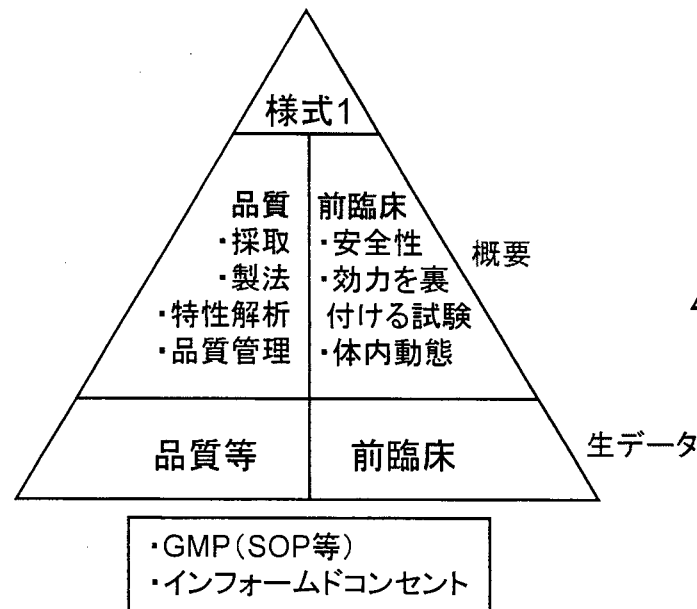 様式1
品質
・採取
・製法
・特性解析
・品質管理
前臨床
・安全性
・効力を裏
付ける試験
・体内動態
概要
品質等
前臨床
生データ
・GMP(SOP等)
・インフォームドコンセント